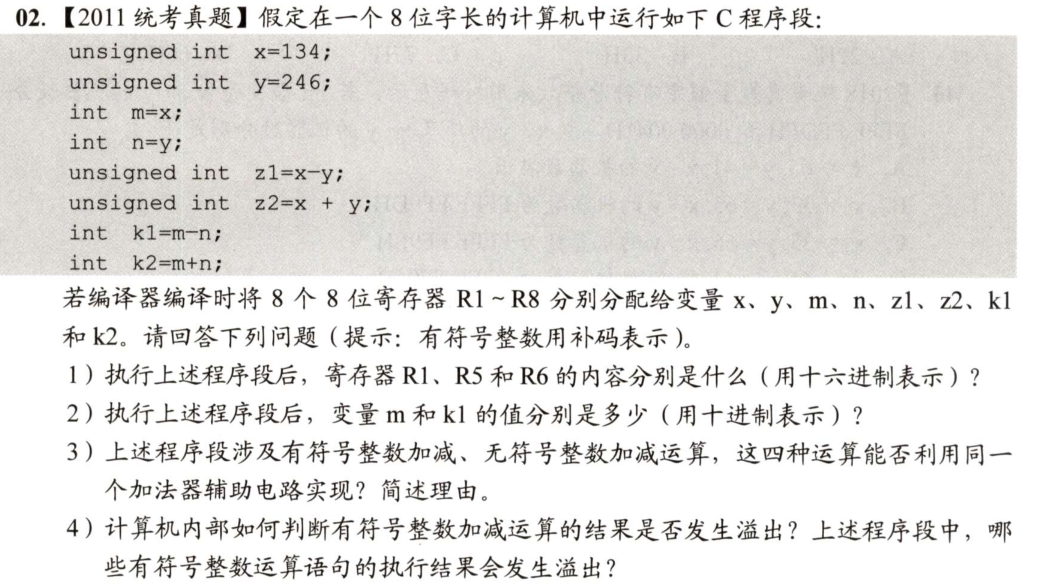 02.【2011 统考真题】假定在一个 8 位字长的计算机中运行如下 C 程序段：
unsigned int x=134;
unsigned int y=246;
int m=x;
int n=y;
unsigned int z1=x-y;
unsigned int z2=x + y;
int k1=m-n;
int k2=m+n;
若编译器编译时将 8 个 8 位寄存器 R1 ~ R8 分别分配给变量 x、y、m、n、z1、z2、k1
和 k2。请回答下列问题（提示：有符号整数用补码表示）。
1）执行上述程序段后，寄存器 R1、R5 和 R6 的内容分别是什么（用十六进制表示）？
2）执行上述程序段后，变量 m 和 k1 的值分别是多少（用十进制表示）？
3）上述程序段涉及有符号整数加减、无符号整数加减运算，这四种运算能否利用同一
个加法器辅助电路实现？简述理由。
4）计算机内部如何判断有符号整数加减运算的结果是否发生溢出？上述程序段中，哪
些有符号整数运算语句的执行结果会发生溢出？